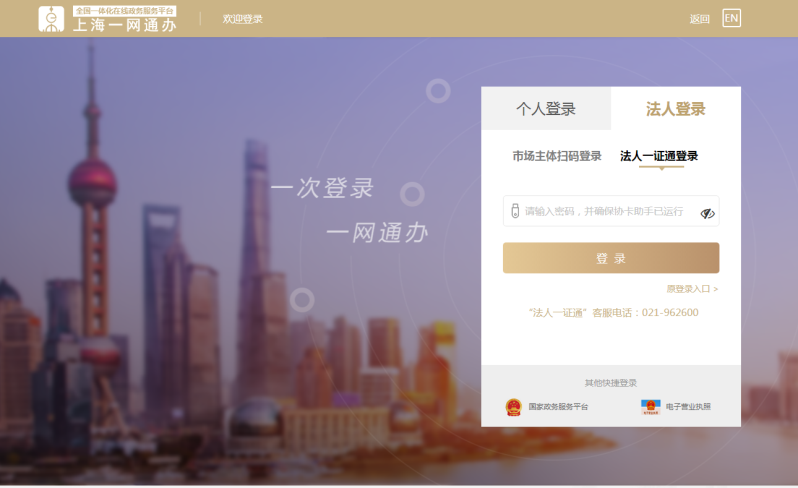 全国一体化在线政务服务平台
上海一网通办
欢迎登录
返回
EN
个人登录
法人登录
市场主体扫码登录
法人一证通登录
一次登录
一网通办
请输入密码，并确保协卡助手已运行
登 录
原登录入口 >
“法人一证通”客服电话：021-962600
其他快捷登录
国家政务服务平台
电子营业执照